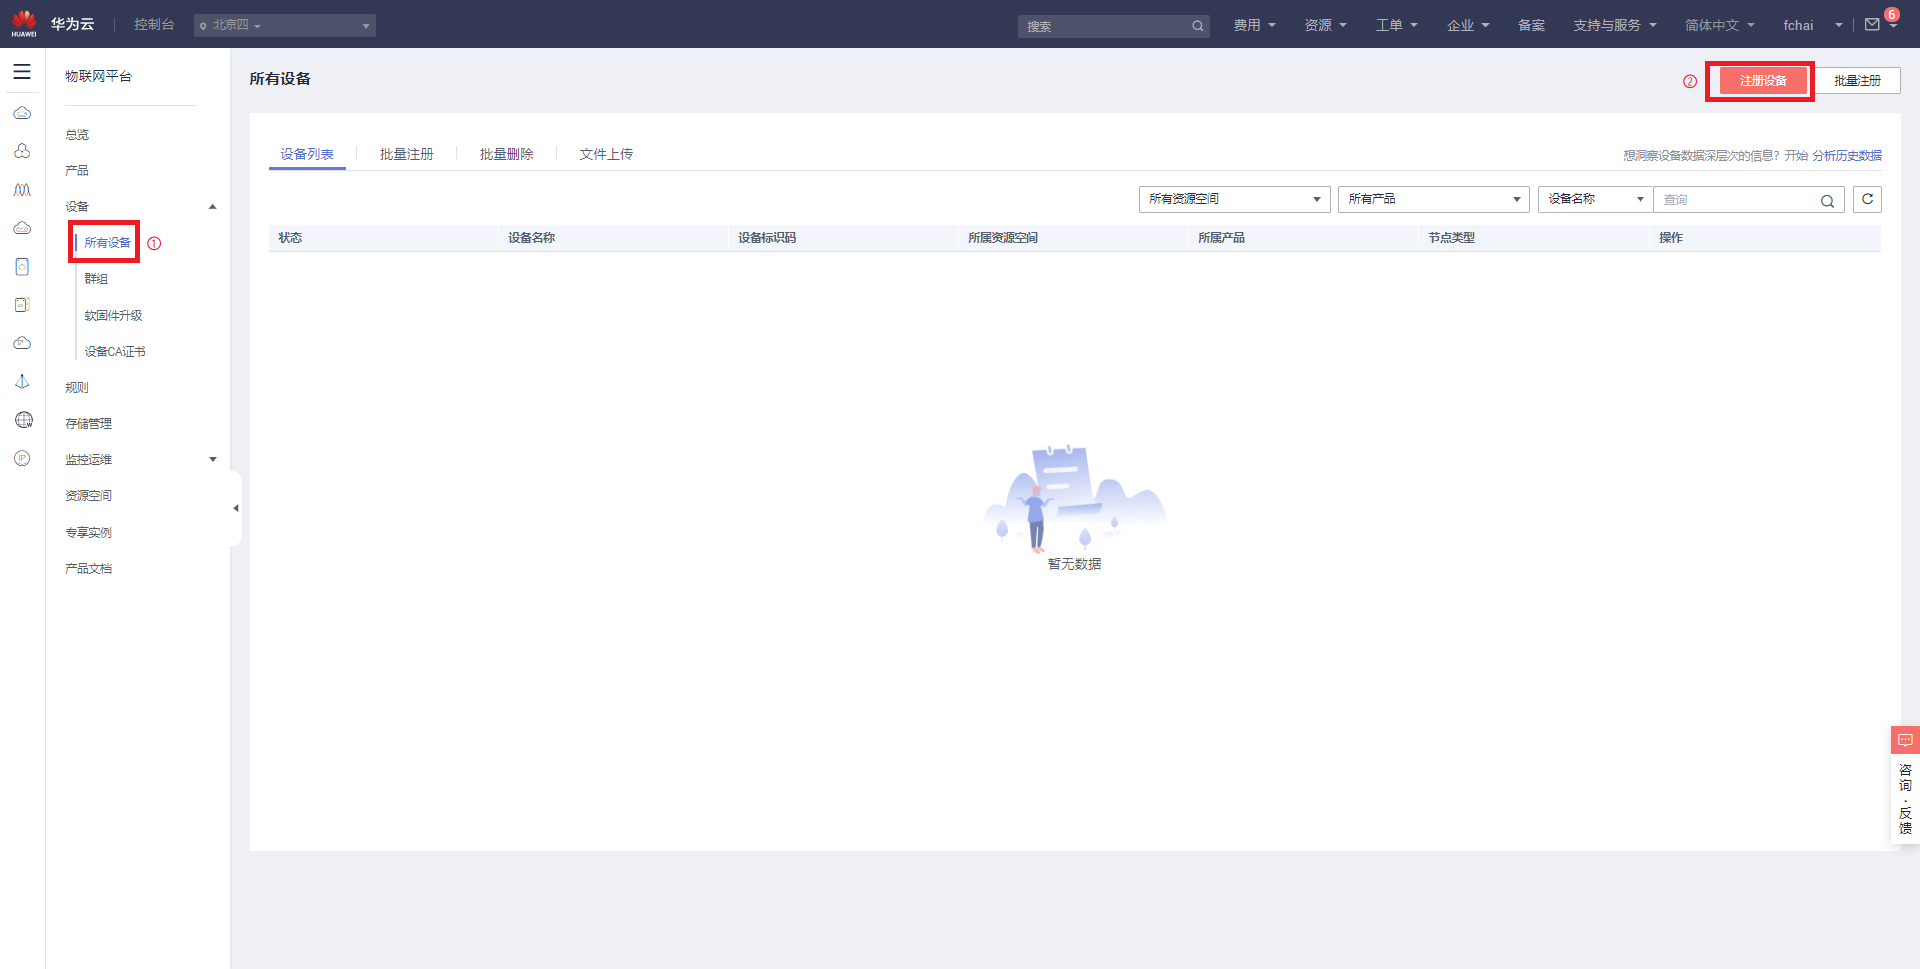 HUAWEI 华为云 控制台 北京四 搜索 费用 资源 工单 企业 备案 支持与服务 简体中文 fchai 6
物联网平台
总览
产品
设备
所有设备 ①
群组
软固件升级
设备CA证书
规则
存储管理
监控运维
资源空间
专享实例
产品文档
IP
所有设备
② 注册设备 批量注册
设备列表 批量注册 批量删除 文件上传
想洞察设备数据深层次的信息？开始 分析历史数据
所有资源空间 所有产品 设备名称 查询
状态 设备名称 设备标识码 所属资源空间 所属产品 节点类型 操作
暂无数据
咨询·反馈